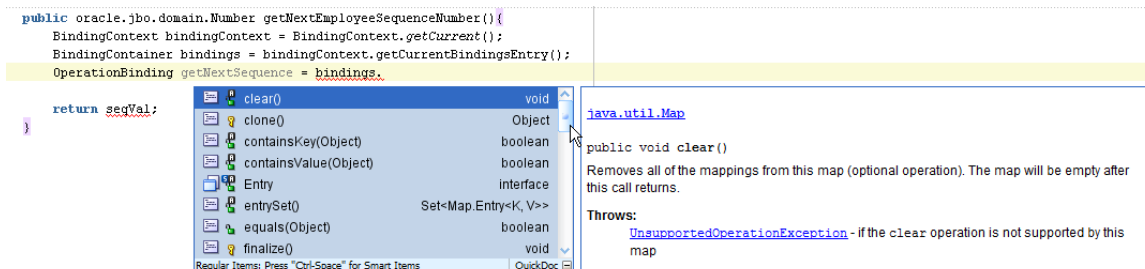 public oracle.jbo.domain.Number getNextEmployeeSequenceNumber(){
BindingContext bindingContext = BindingContext.getCurrent();
BindingContainer bindings = bindingContext.getCurrentBindingsEntry();
OperationBinding getNextSequence = bindings.
return seqVal;
}
clear() void
clone() Object
containsKey(Object) boolean
containsValue(Object) boolean
Entry interface
entrySet() Set<Map.Entry<K, V>>
equals(Object) boolean
finalize() void
Regular Items: Press "Ctrl-Space" for Smart Items QuickDoc
java.util.Map
public void clear()
Removes all of the mappings from this map (optional operation). The map will be empty after
this call returns.
Throws:
UnsupportedOperationException - if the clear operation is not supported by this
map